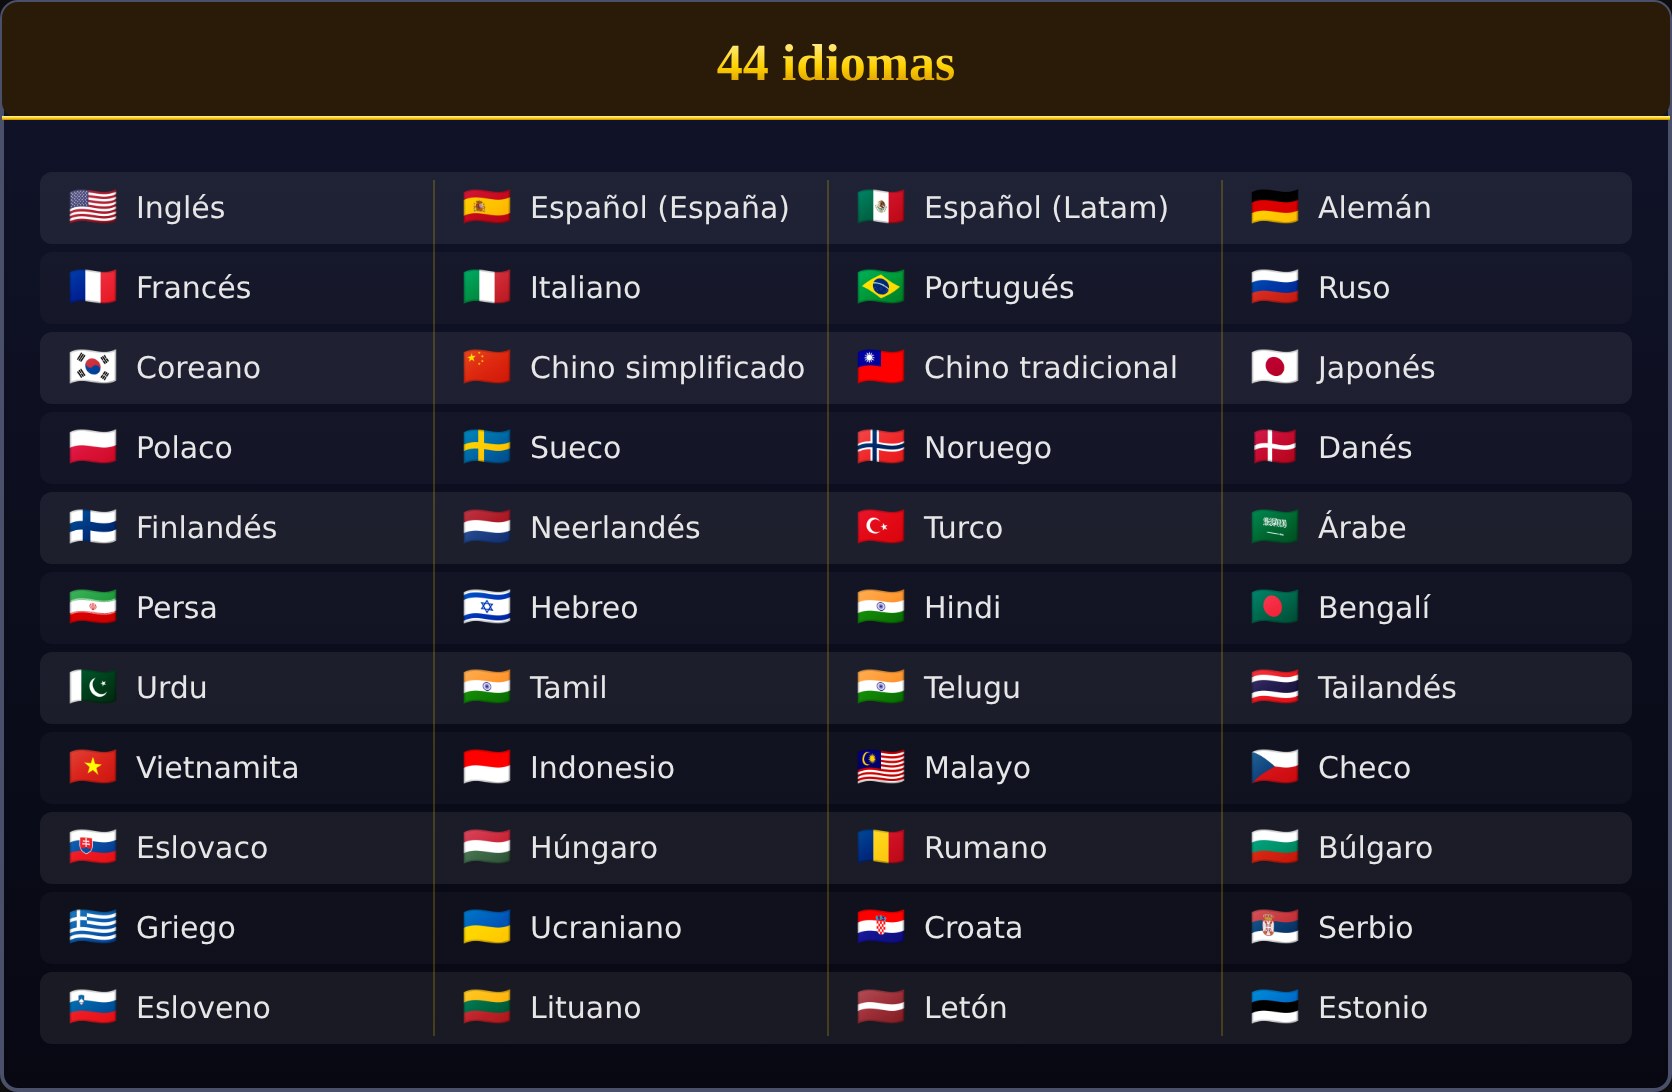 44 idiomas
Inglés Español (España) Español (Latam) Alemán
Francés Italiano Portugués Ruso
Coreano Chino simplificado Chino tradicional Japonés
Polaco Sueco Noruego Danés
Finlandés Neerlandés Turco Árabe
Persa Hebreo Hindi Bengalí
Urdu Tamil Telugu Tailandés
Vietnamita Indonesio Malayo Checo
Eslovaco Húngaro Rumano Búlgaro
Griego Ucraniano Croata Serbio
Esloveno Lituano Letón Estonio